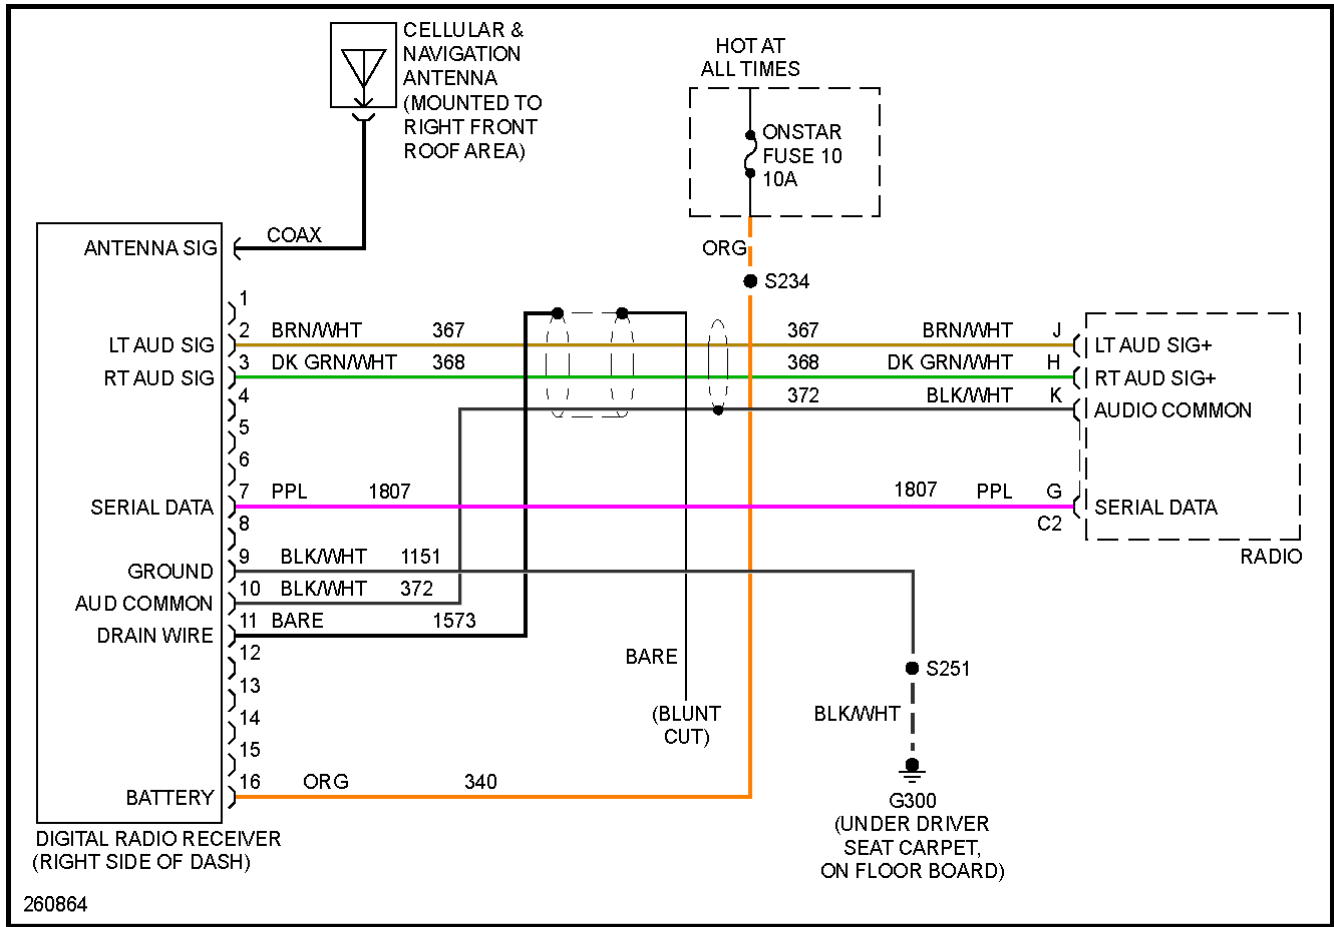 CELLULAR &
NAVIGATION
ANTENNA
(MOUNTED TO
RIGHT FRONT
ROOF AREA)
HOT AT
ALL TIMES
ONSTAR
FUSE 10
10A
ANTENNA SIG
COAX
ORG
S234
1
2 BRN/WHT 367
367 BRN/WHT J
LT AUD SIG
LT AUD SIG+
3 DK GRN/WHT 368
368 DK GRN/WHT H
RT AUD SIG
RT AUD SIG+
4
372 BLK/WHT K
AUDIO COMMON
5
6
7 PPL 1807
1807 PPL G
SERIAL DATA
SERIAL DATA
8
C2
RADIO
9 BLK/WHT 1151
GROUND
10 BLK/WHT 372
AUD COMMON
11 BARE 1573
DRAIN WIRE
12
BARE
S251
13
14
(BLUNT
CUT)
BLK/WHT
15
16 ORG 340
BATTERY
G300
(UNDER DRIVER
SEAT CARPET,
ON FLOOR BOARD)
DIGITAL RADIO RECEIVER
(RIGHT SIDE OF DASH)
260864